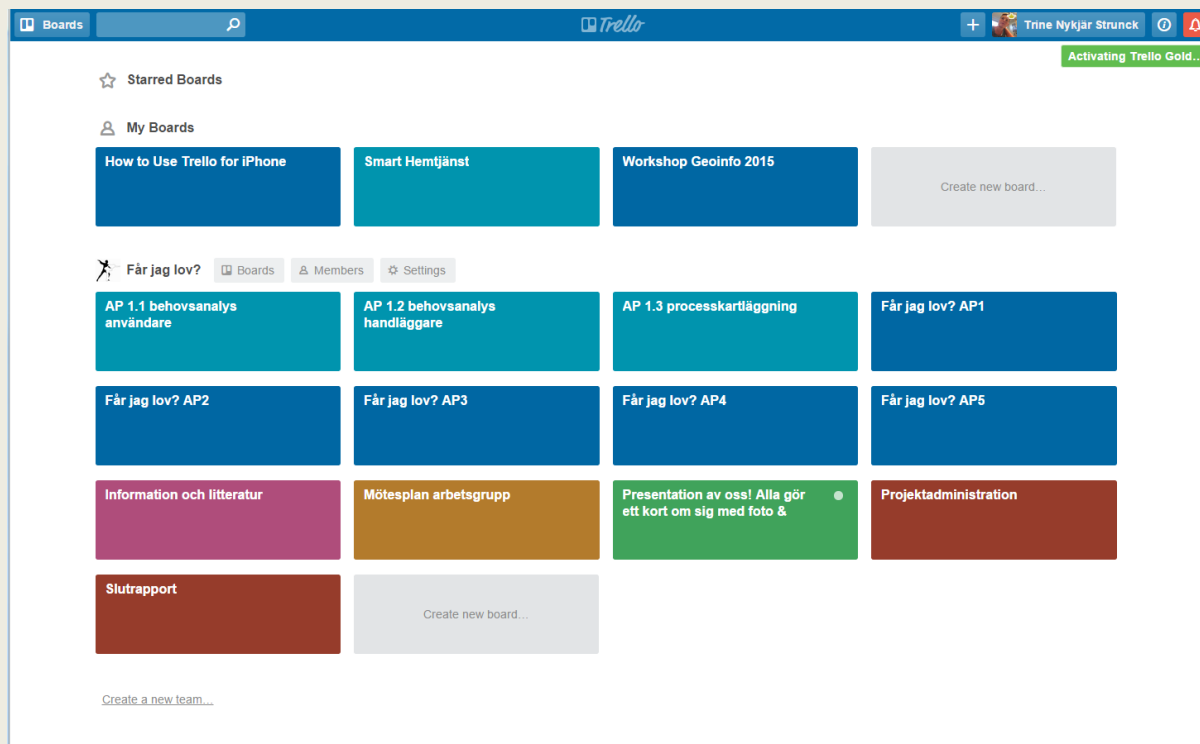 Boards
Trello
Trine Nykjär Strunck
Activating Trello Gold...
Starred Boards
My Boards
How to Use Trello for iPhone
Smart Hemtjänst
Workshop Geoinfo 2015
Create new board...
Får jag lov?
Boards
Members
Settings
AP 1.1 behovsanalys
användare
AP 1.2 behovsanalys
handläggare
AP 1.3 processkartläggning
Får jag lov? AP1
Får jag lov? AP2
Får jag lov? AP3
Får jag lov? AP4
Får jag lov? AP5
Information och litteratur
Mötesplan arbetsgrupp
Presentation av oss! Alla gör
ett kort om sig med foto &
Projektadministration
Slutrapport
Create new board...
Create a new team...